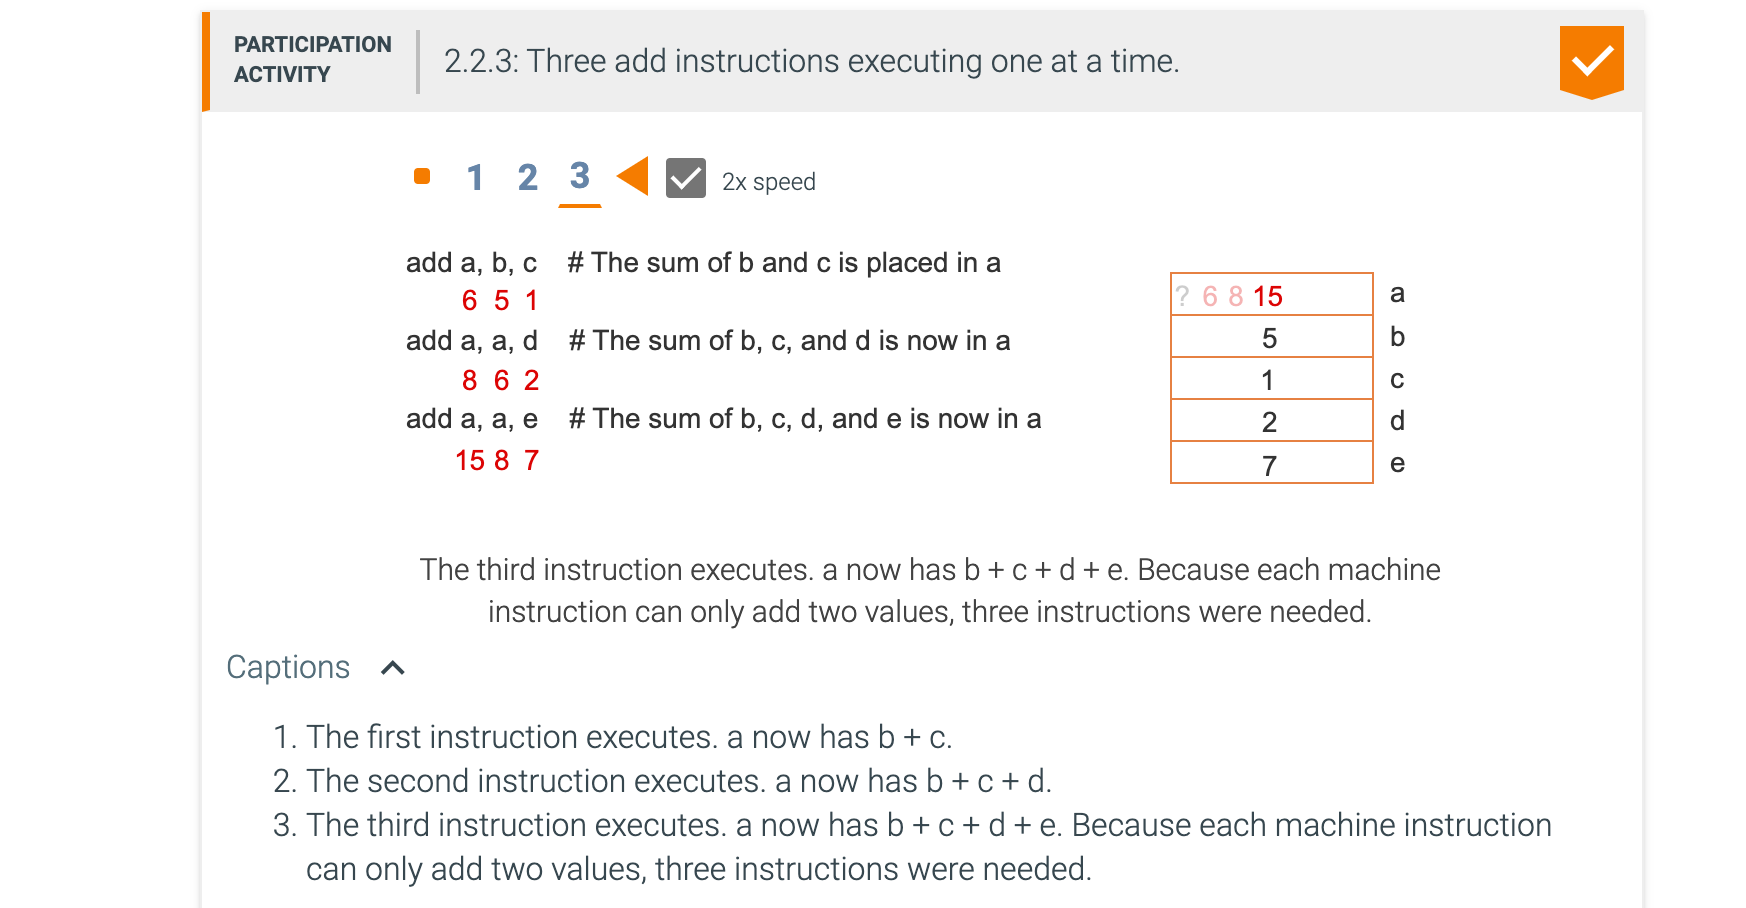 PARTICIPATION
ACTIVITY
2.2.3: Three add instructions executing one at a time.
1 2 3 2x speed
add a, b, c # The sum of b and c is placed in a
6 5 1
add a, a, d # The sum of b, c, and d is now in a
8 6 2
add a, a, e # The sum of b, c, d, and e is now in a
15 8 7
? 6 8 15 a
5 b
1 c
2 d
7 e
The third instruction executes. a now has b + c + d + e. Because each machine
instruction can only add two values, three instructions were needed.
Captions
1. The first instruction executes. a now has b + c.
2. The second instruction executes. a now has b + c + d.
3. The third instruction executes. a now has b + c + d + e. Because each machine instruction
can only add two values, three instructions were needed.